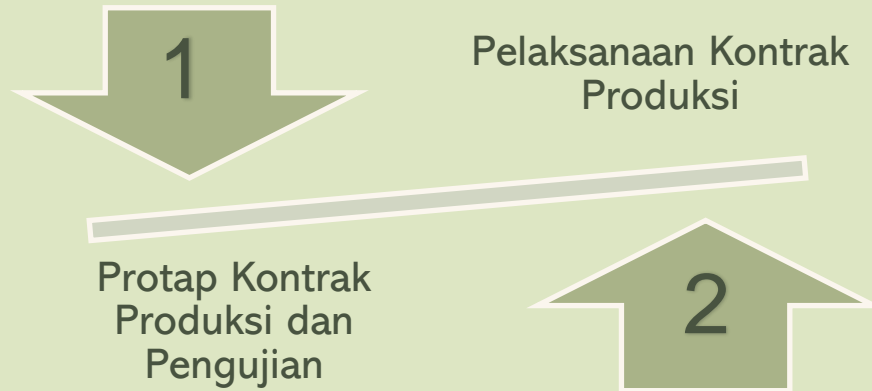 1
Pelaksanaan Kontrak
Produksi
Protap Kontrak
Produksi dan
Pengujian
2